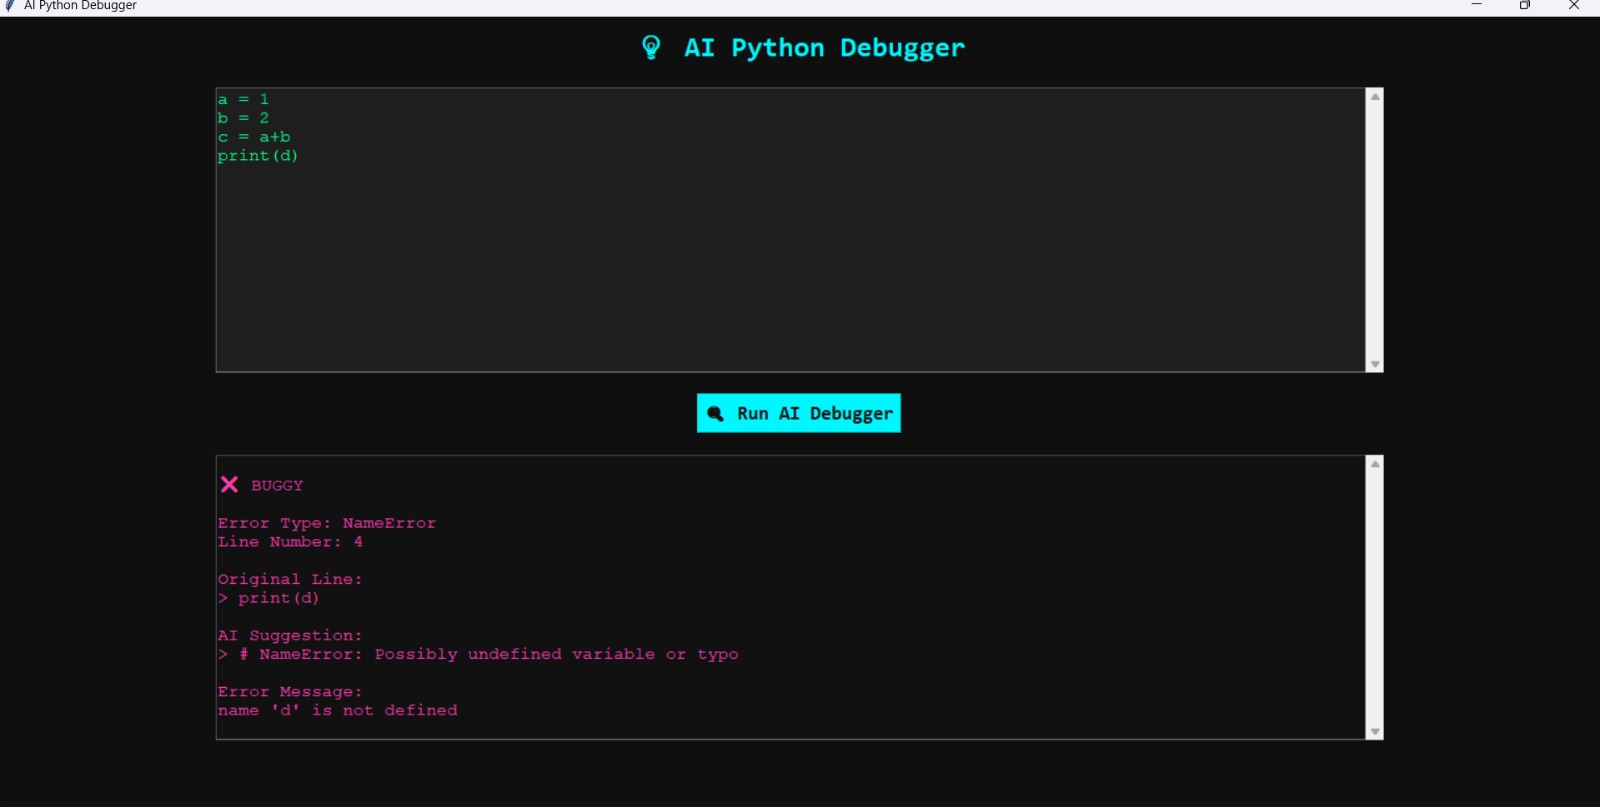 AI Python Debugger
AI Python Debugger
a = 1
b = 2
c = a+b
print(d)
Run AI Debugger
❌ BUGGY
Error Type: NameError
Line Number: 4
Original Line:
> print(d)
AI Suggestion:
> # NameError: Possibly undefined variable or typo
Error Message:
name 'd' is not defined